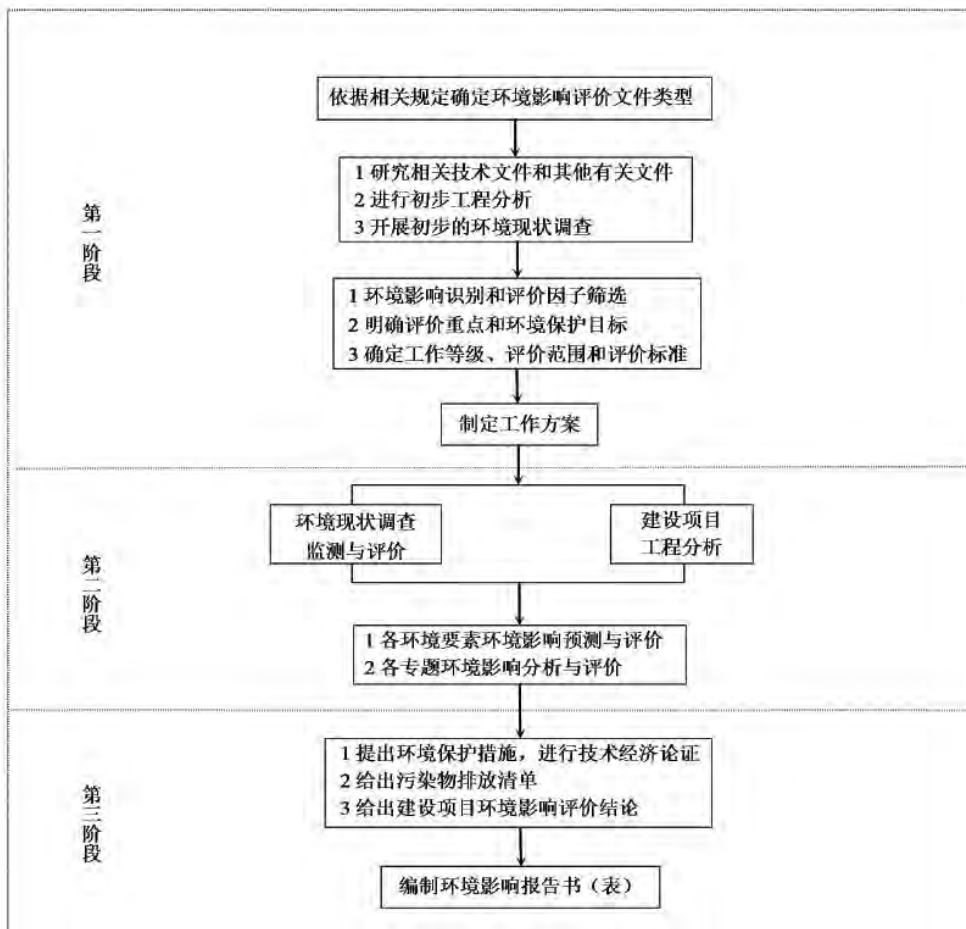 第一阶段
依据相关规定确定环境影响评价文件类型
1 研究相关技术文件和其他有关文件
2 进行初步工程分析
3 开展初步的环境现状调查
1 环境影响识别和评价因子筛选
2 明确评价重点和环境保护目标
3 确定工作等级、评价范围和评价标准
制定工作方案
第二阶段
环境现状调查
监测与评价
建设项目
工程分析
1 各环境要素环境影响预测与评价
2 各专题环境影响分析与评价
第三阶段
1 提出环境保护措施，进行技术经济论证
2 给出污染物排放清单
3 给出建设项目环境影响评价结论
编制环境影响报告书（表）